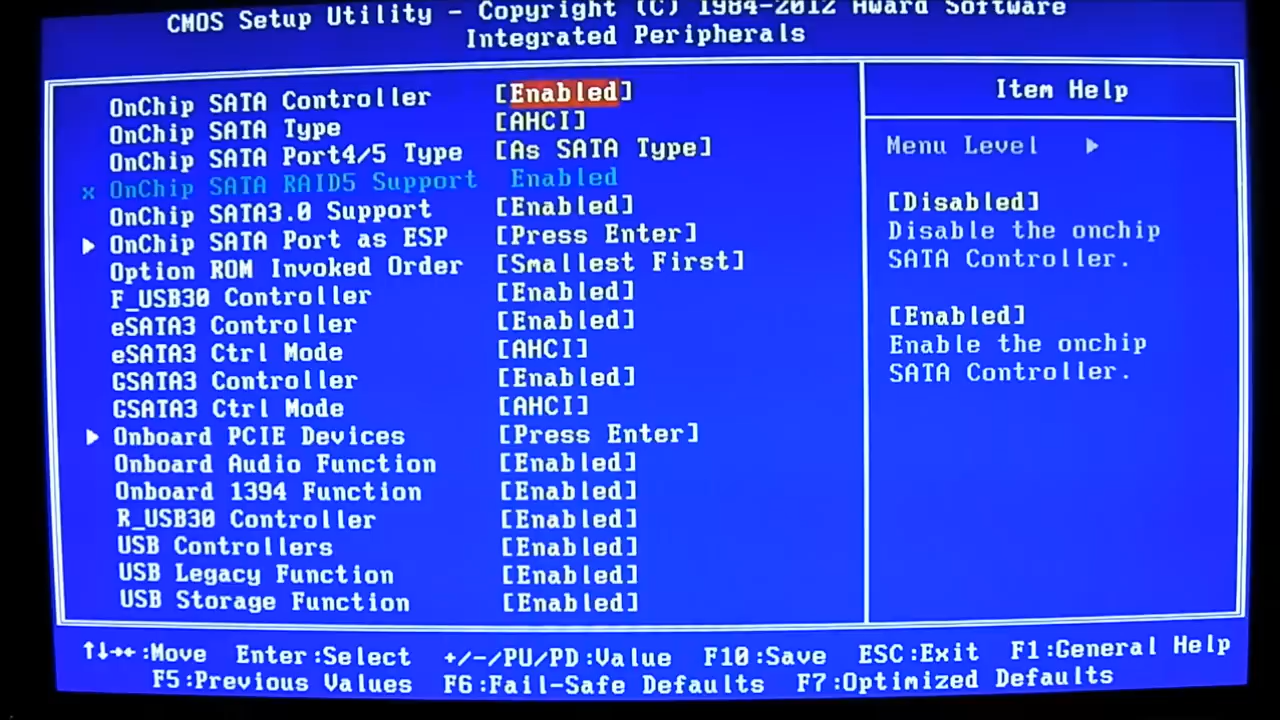 CMOS Setup Utility - Copyright (C) 1984-2012 Award Software
Integrated Peripherals
OnChip SATA Controller [Enabled]
OnChip SATA Type [AHCI]
OnChip SATA Port4/5 Type [As SATA Type]
x OnChip SATA RAID5 Support Enabled
OnChip SATA3.0 Support [Enabled]
▶ OnChip SATA Port as ESP [Press Enter]
Option ROM Invoked Order [Smallest First]
F_USB30 Controller [Enabled]
eSATA3 Controller [Enabled]
eSATA3 Ctrl Mode [AHCI]
GSATA3 Controller [Enabled]
GSATA3 Ctrl Mode [AHCI]
▶ Onboard PCIE Devices [Press Enter]
Onboard Audio Function [Enabled]
Onboard 1394 Function [Enabled]
R_USB30 Controller [Enabled]
USB Controllers [Enabled]
USB Legacy Function [Enabled]
USB Storage Function [Enabled]
Item Help
Menu Level ▶
[Disabled]
Disable the onchip
SATA Controller.
[Enabled]
Enable the onchip
SATA Controller.
↑↓→←:Move Enter:Select +/-/PU/PD:Value F10:Save ESC:Exit F1:General Help
F5:Previous Values F6:Fail-Safe Defaults F7:Optimized Defaults